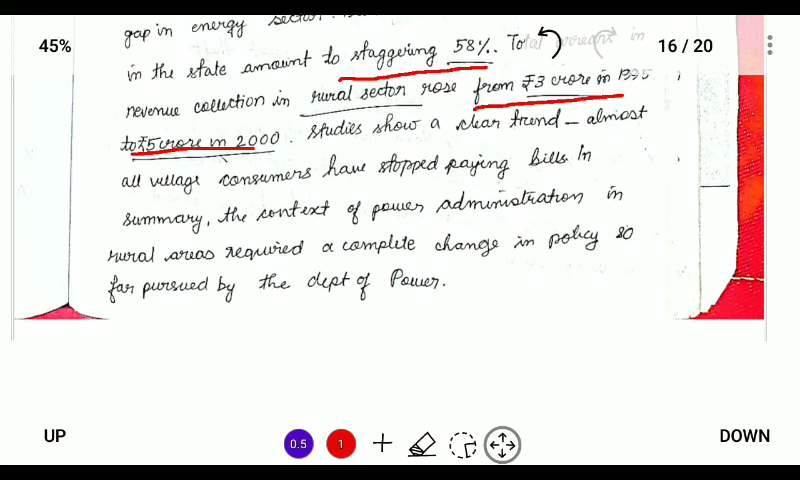 gap in energy sector.
45%
16 / 20
in the state amount to staggering 58%. Total arrears in
revenue collection in rural sector rose from ₹3 crore in 1995
to ₹5 crore in 2000. Studies show a clear trend - almost
all village consumers have stopped paying bills. In
summary, the context of power administration in
rural areas required a complete change in policy so
far pursued by the dept of Power.
UP
0.5
1
DOWN